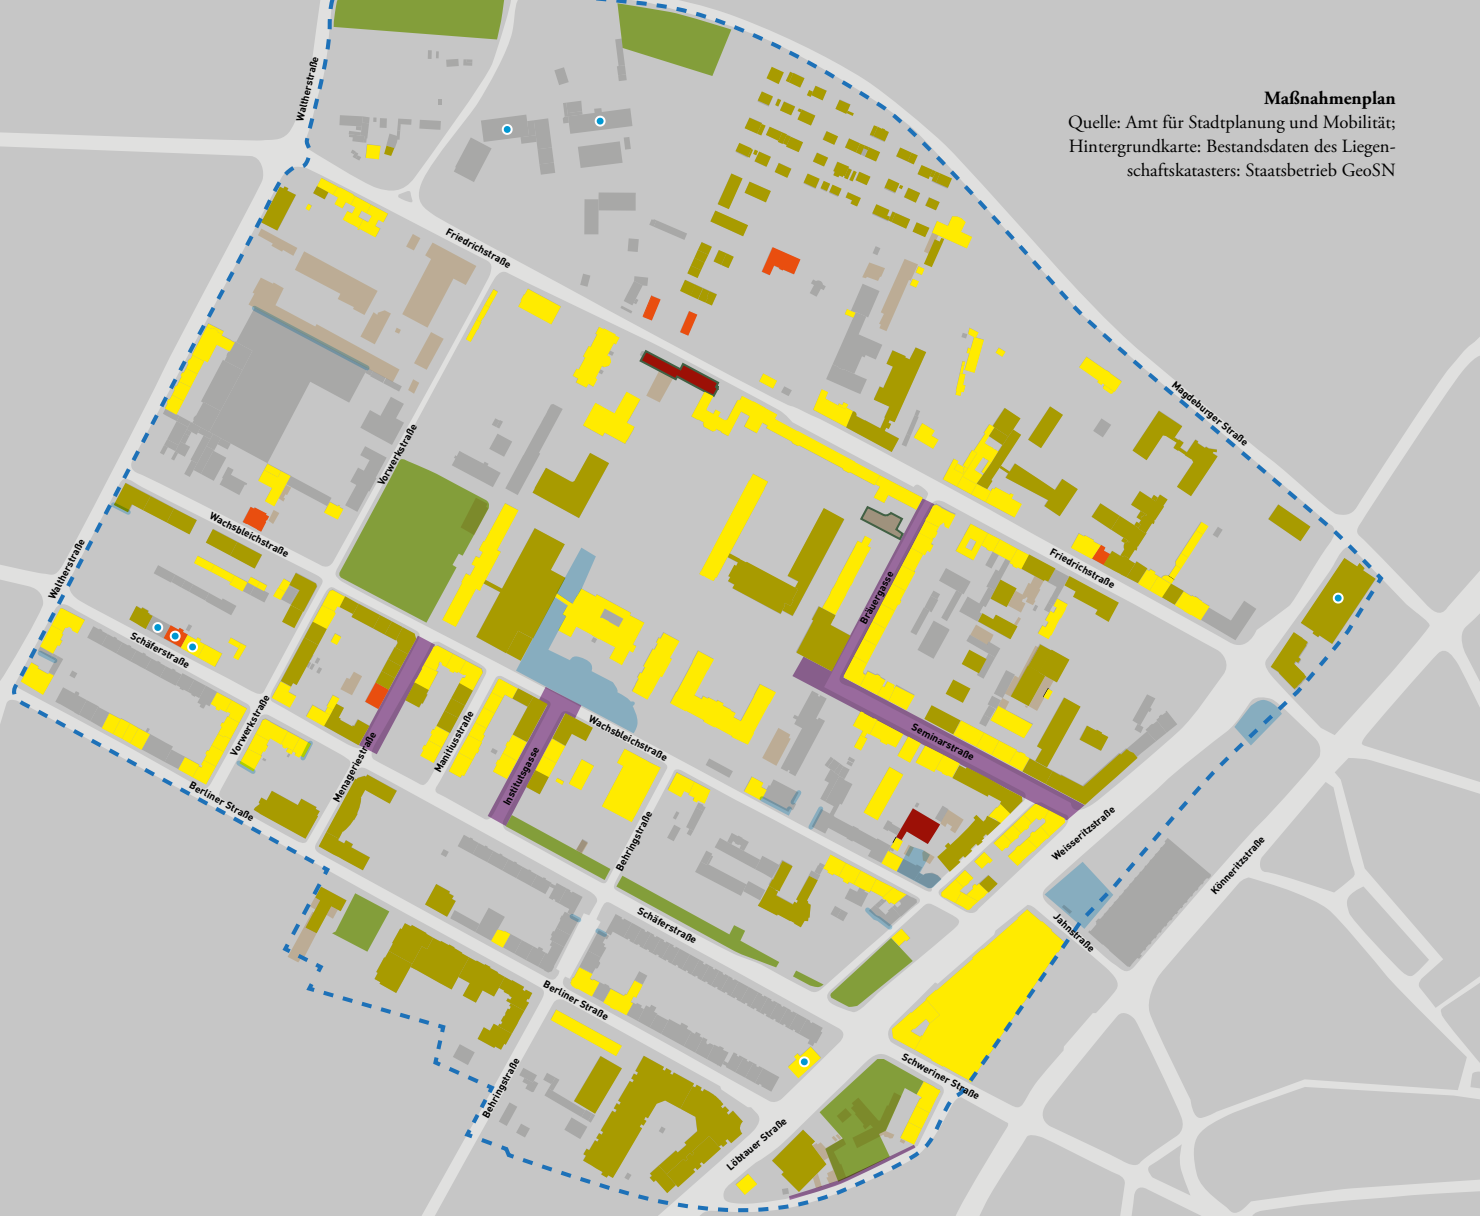 Maßnahmenplan
Quelle: Amt für Stadtplanung und Mobilität;
Hintergrundkarte: Bestandsdaten des Liegen-
schaftskatasters: Staatsbetrieb GeoSN
Waltherstraße
Friedrichstraße
Magdeburger Straße
Vorwerkstraße
Wachsbleichstraße
Waltherstraße
Friedrichstraße
Bräuergasse
Schäferstraße
Vorwerkstraße
Menageriestraße
Manitiusstraße
Institutsgasse
Wachsbleichstraße
Seminarstraße
Berliner Straße
Behringstraße
Weisseritzstraße
Könneritzstraße
Schäferstraße
Jahnstraße
Berliner Straße
Behringstraße
Schweriner Straße
Löbtauer Straße